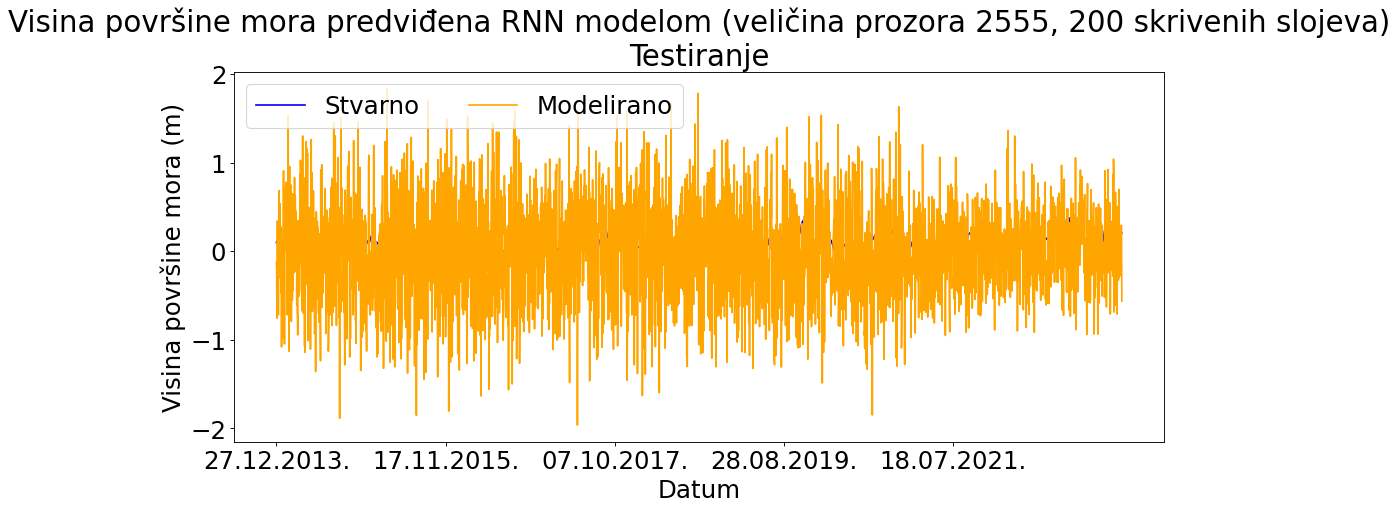 Visina površine mora predviđena RNN modelom (veličina prozora 2555, 200 skrivenih slojeva)
Testiranje
Stvarno Modelirano
Visina površine mora (m)
2
1
0
−1
−2
27.12.2013. 17.11.2015. 07.10.2017. 28.08.2019. 18.07.2021.
Datum